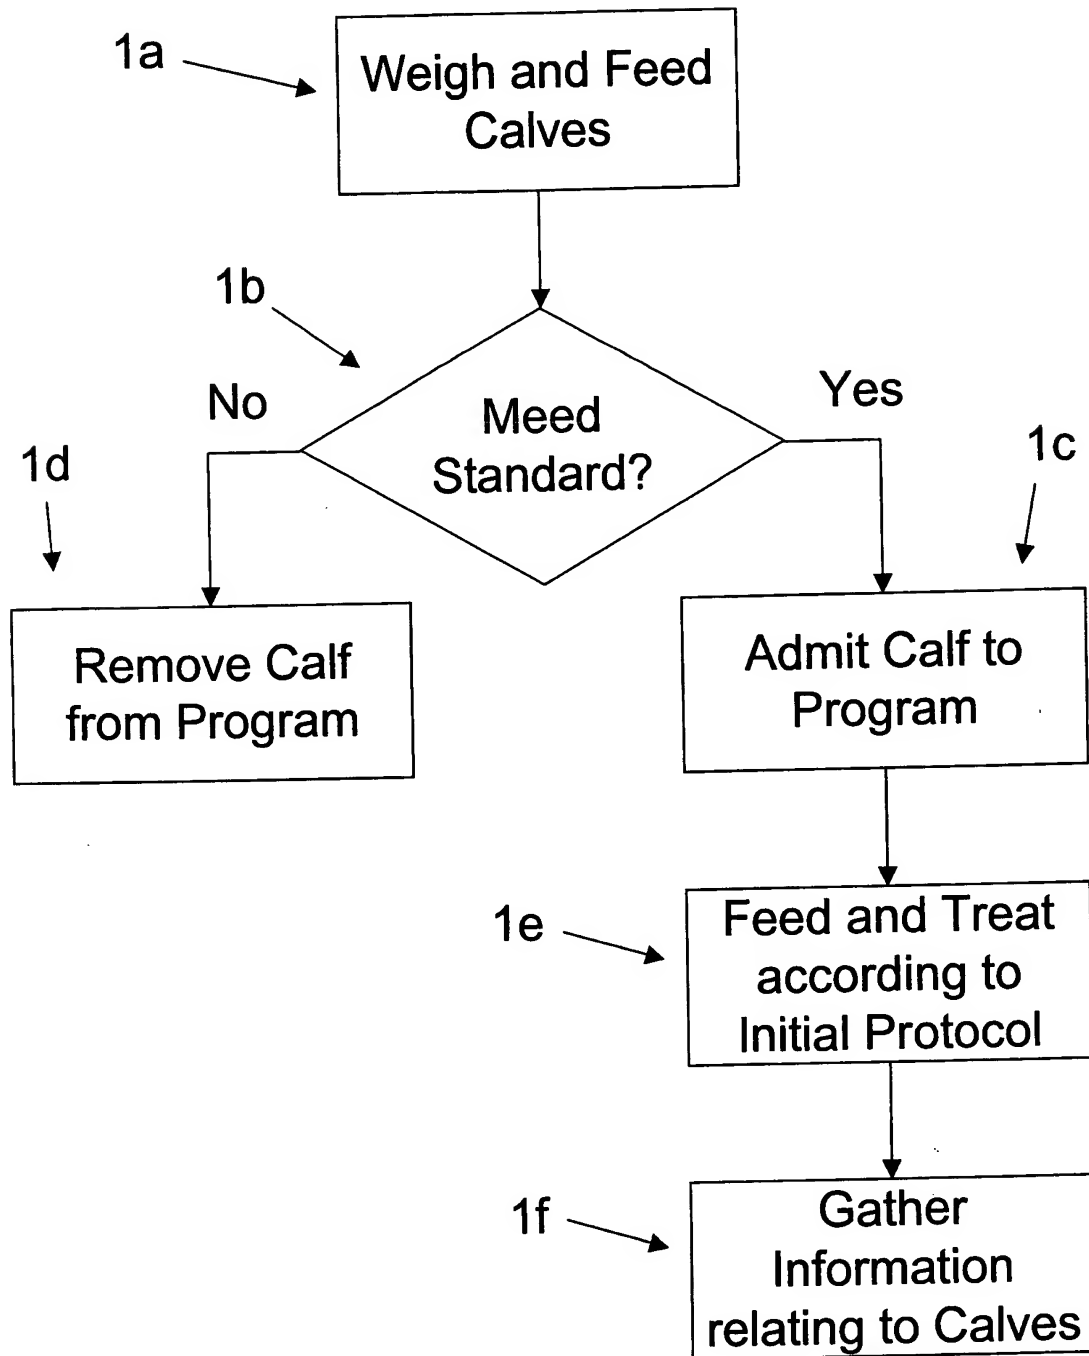 1a
Weigh and Feed
Calves
1b
No
Yes
Meed
Standard?
1d
1c
Remove Calf
from Program
Admit Calf to
Program
1e
Feed and Treat
according to
Initial Protocol
1f
Gather
Information
relating to Calves